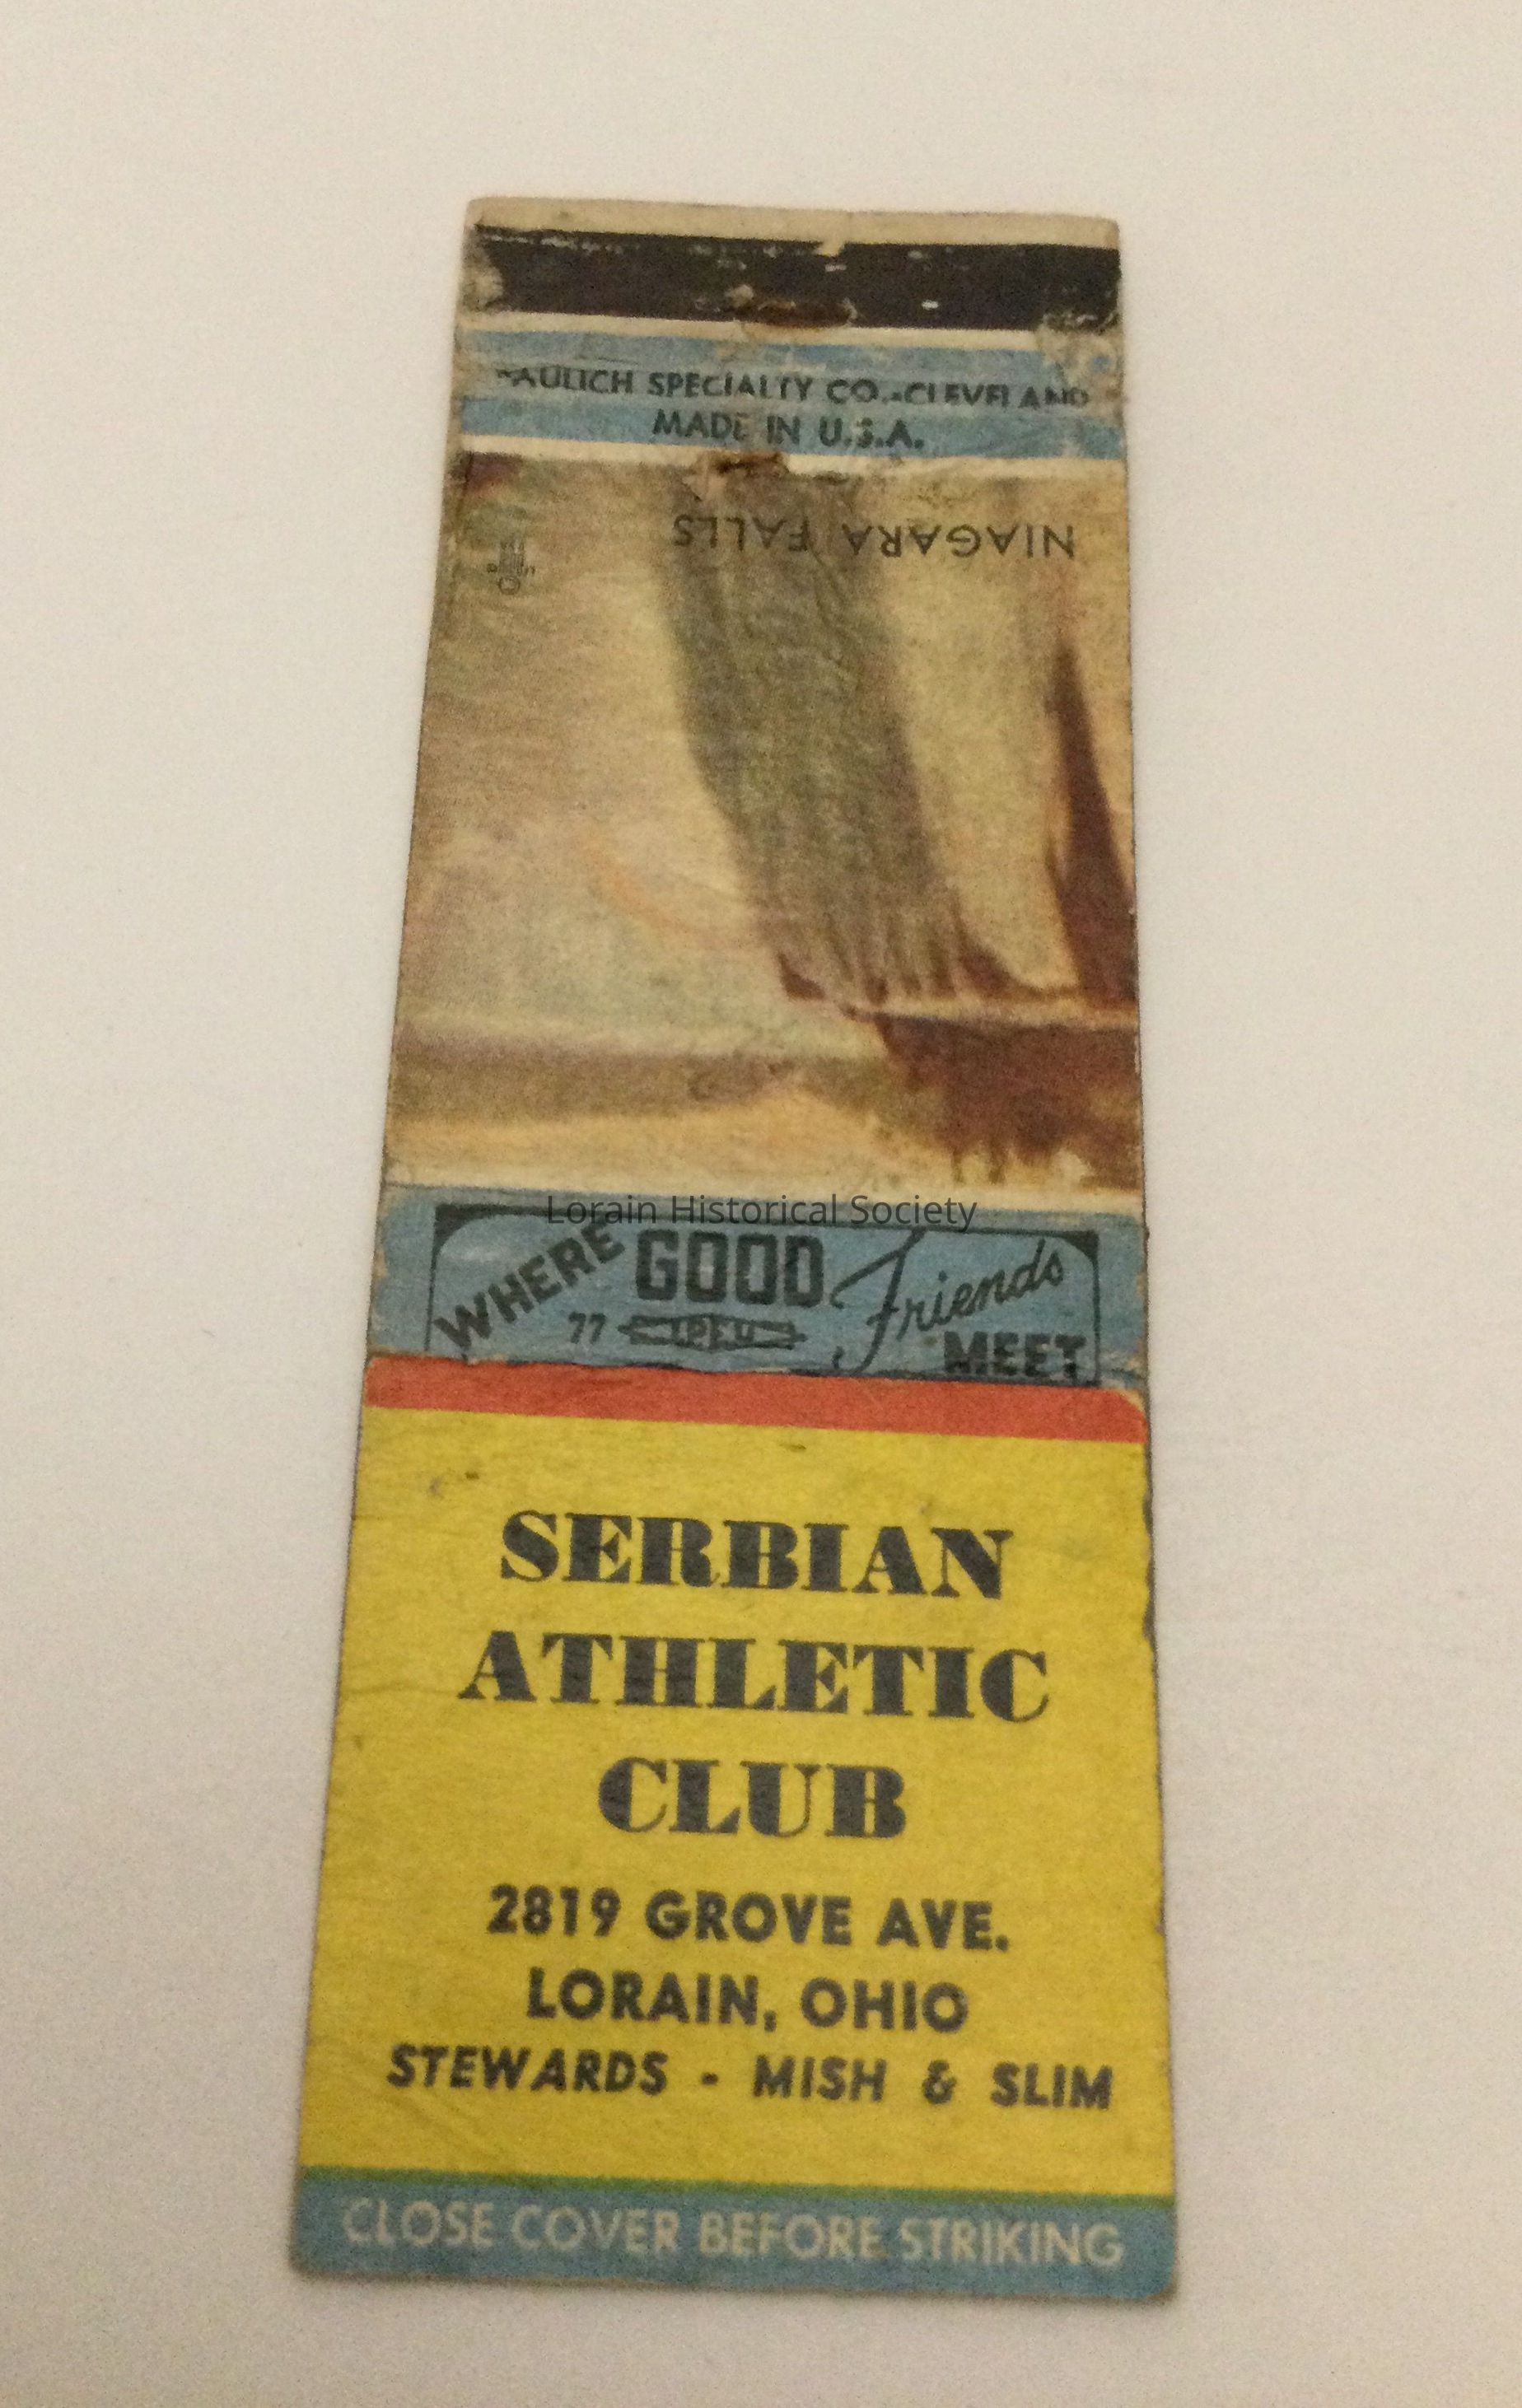 SPECIALTY CO.-CLEVELAND
MADE IN U.S.A.
NIAGARA FALLS
Lorain Historical Society
WHERE GOOD Friends MEET
77
SERBIAN
ATHLETIC
CLUB
2819 GROVE AVE.
LORAIN, OHIO
STEWARDS - MISH & SLIM
CLOSE COVER BEFORE STRIKING